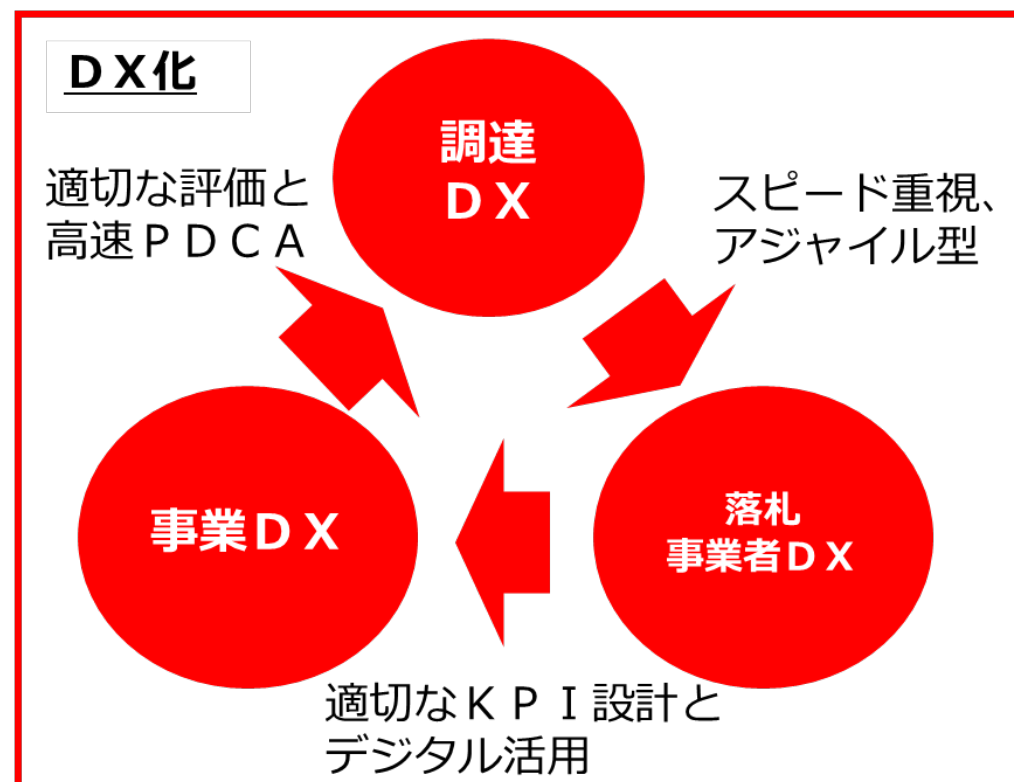 ＤＸ化
調達
ＤＸ
適切な評価と
高速ＰＤＣＡ
スピード重視、
アジャイル型
事業ＤＸ
落札
事業者ＤＸ
適切なＫＰＩ設計と
デジタル活用